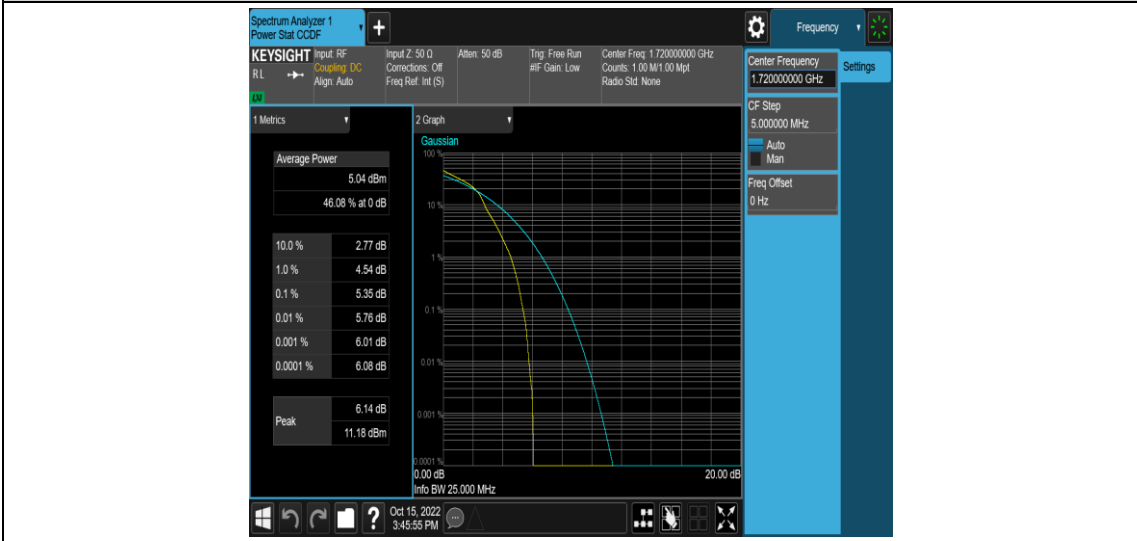 Spectrum Analyzer 1
Power Stat CCDF
Frequency
KEYSIGHT
RL
Input: RF
Coupling: DC
Align: Auto
Input Z: 50 Ω
Corrections: Off
Freq Ref: Int (S)
Atten: 50 dB
Trig: Free Run
#IF Gain: Low
Center Freq: 1.720000000 GHz
Counts: 1.00 M/1.00 Mpt
Radio Std: None
Center Frequency
1.720000000 GHz
Settings
CF Step
5.000000 MHz
Auto
Man
Freq Offset
0 Hz
1 Metrics
Average Power
5.04 dBm
46.08 % at 0 dB
10.0 % 2.77 dB
1.0 % 4.54 dB
0.1 % 5.35 dB
0.01 % 5.76 dB
0.001 % 6.01 dB
0.0001 % 6.08 dB
Peak 6.14 dB
11.18 dBm
2 Graph
Gaussian
100 %
10 %
1 %
0.1 %
0.01 %
0.001 %
0.0001 %
0.00 dB 20.00 dB
Info BW 25.000 MHz
Oct 15, 2022
3:45:55 PM